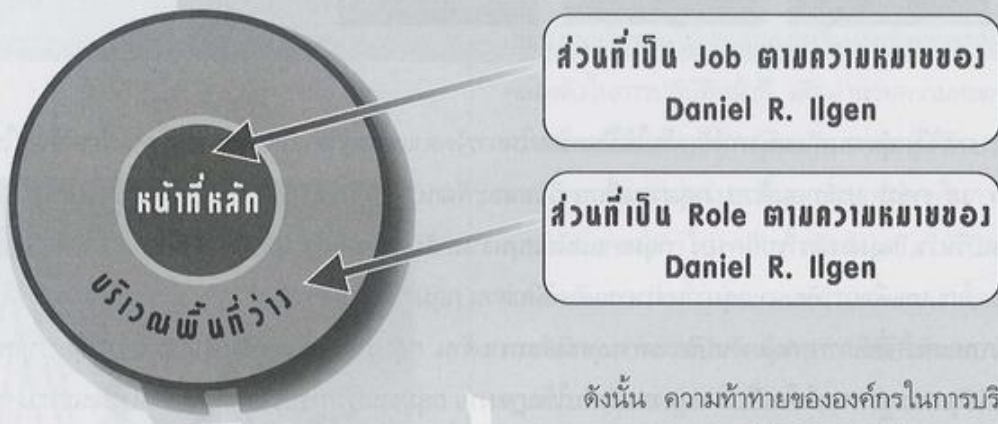 ส่วนที่เป็น Job ตามความหมายของ
Daniel R. Ilgen
หน้าที่หลัก
บริเวณพื้นที่ว่าง
ส่วนที่เป็น Role ตามความหมายของ
Daniel R. Ilgen
ดังนั้น ความท้าทายขององค์กรในการบริ